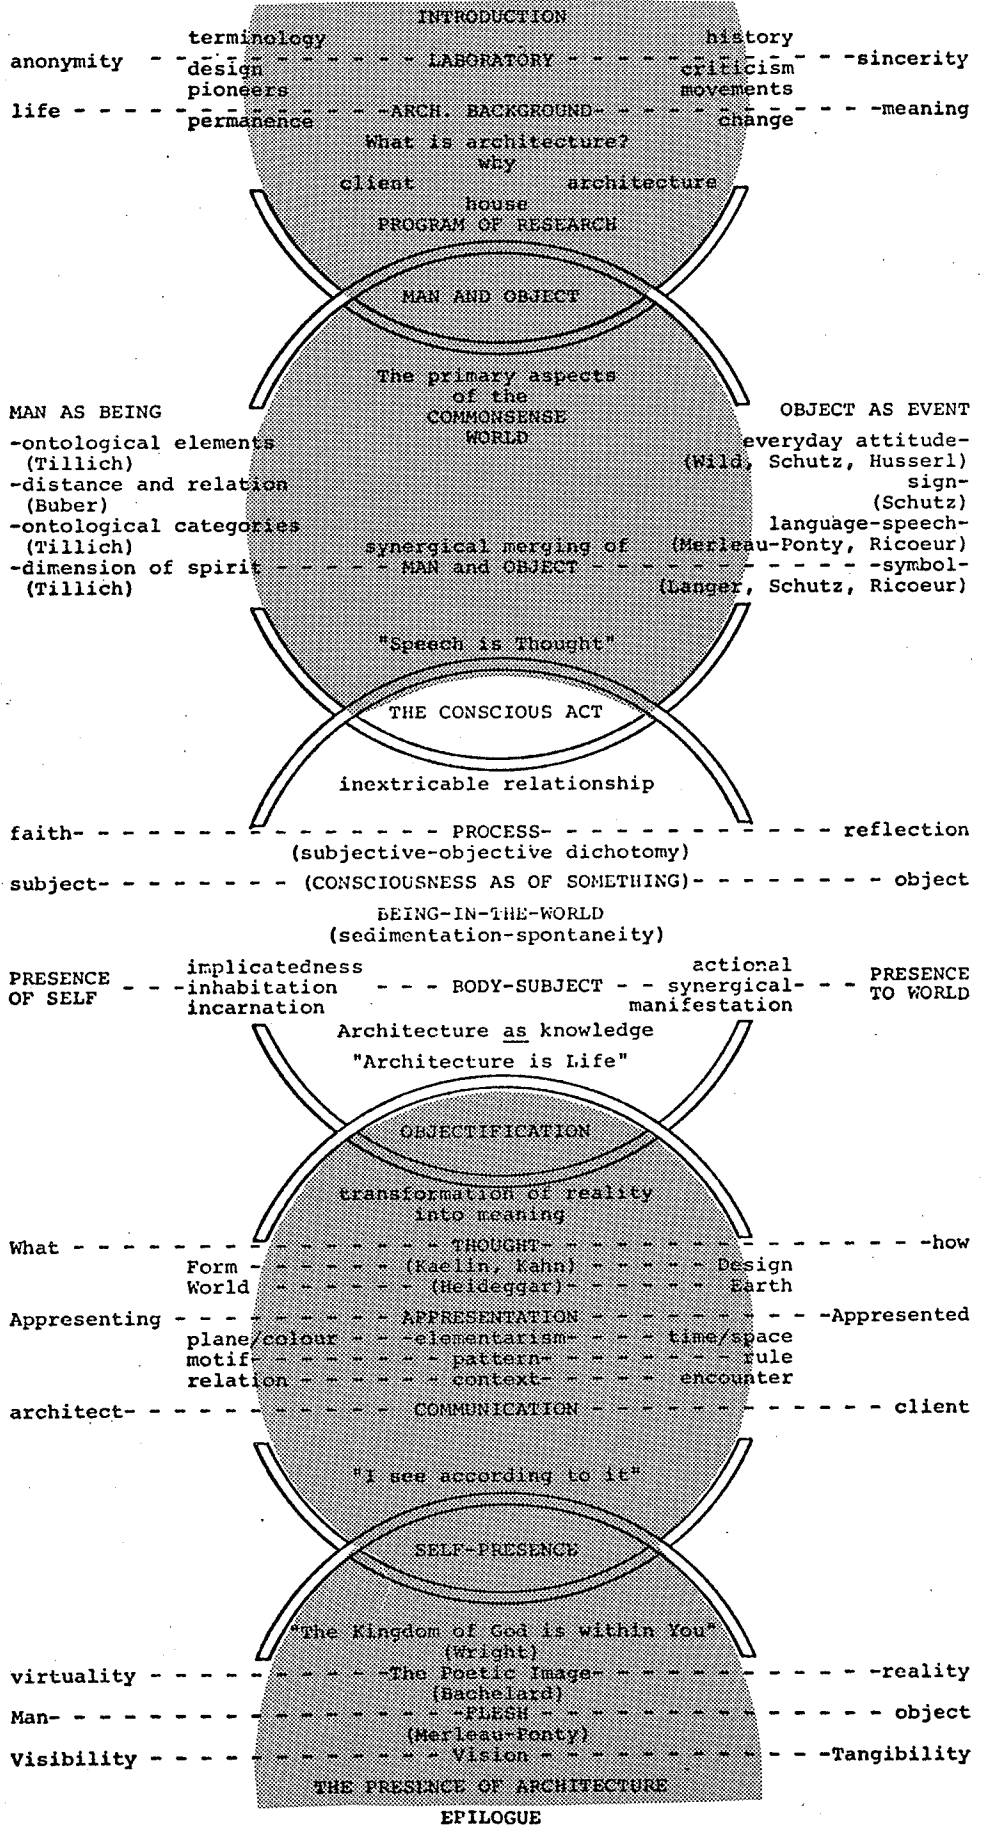 INTRODUCTION
terminology history
anonymity - - - - - - - - - - LABORATORY - - - - - - - - - - -sincerity
design criticism
pioneers movements
life - - - - - - - - - - -ARCH. BACKGROUND- - - - - - - - - -meaning
permanence change
What is architecture?
why
client architecture
house
PROGRAM OF RESEARCH
MAN AND OBJECT
The primary aspects
of the
MAN AS BEING COMMONSENSE OBJECT AS EVENT
WORLD
-ontological elements everyday attitude-
(Tillich) (Wild, Schutz, Husserl)
-distance and relation sign-
(Buber) (Schutz)
-ontological categories language-speech-
(Tillich) synergical merging of (Merleau-Ponty, Ricoeur)
-dimension of spirit - - - - - MAN and OBJECT - - - - - - - - - -symbol-
(Tillich) (Langer, Schutz, Ricoeur)
"Speech is Thought"
THE CONSCIOUS ACT
inextricable relationship
faith- - - - - - - - - - - - - PROCESS- - - - - - - - - - - - reflection
(subjective-objective dichotomy)
subject- - - - - - - - (CONSCIOUSNESS AS OF SOMETHING)- - - - - - - - object
BEING-IN-THE-WORLD
(sedimentation-spontaneity)
implicatedness actional
PRESENCE OF SELF - - -inhabitation - - - BODY-SUBJECT - - synergical- - - PRESENCE TO WORLD
incarnation manifestation
Architecture as knowledge
"Architecture is Life"
OBJECTIFICATION
transformation of reality
into meaning
What - - - - - - - - - - - - - THOUGHT- - - - - - - - - - - - - -how
Form - - - - - - (Kaelin, Kahn) - - - - - Design
World - - - - - - (Heideggar)- - - - - - Earth
Appresenting - - - - - - - - APPRESENTATION - - - - - - - - -Appresented
plane/colour - - -elementarism- - - - time/space
motif- - - - - - - pattern- - - - - - - rule
relation - - - - - context- - - - - encounter
architect- - - - - - - - - - COMMUNICATION - - - - - - - - - - client
"I see according to it"
SELF-PRESENCE
"The Kingdom of God is within You"
(Wright)
virtuality - - - - - - - - -The Poetic Image- - - - - - - - - -reality
(Bachelard)
Man- - - - - - - - - - - - - -FLESH - - - - - - - - - - - - object
(Merleau-Ponty)
Visibility - - - - - - - - - - Vision - - - - - - - - - - -Tangibility
THE PRESENCE OF ARCHITECTURE
EPILOGUE